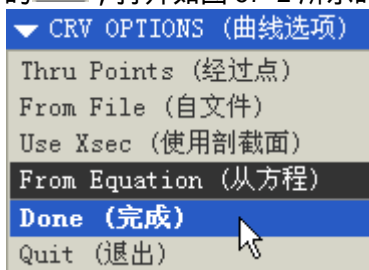 ▼ CRV OPTIONS (曲线选项)
Thru Points (经过点)
From File (自文件)
Use Xsec (使用剖截面)
From Equation (从方程)
Done (完成)
Quit (退出)